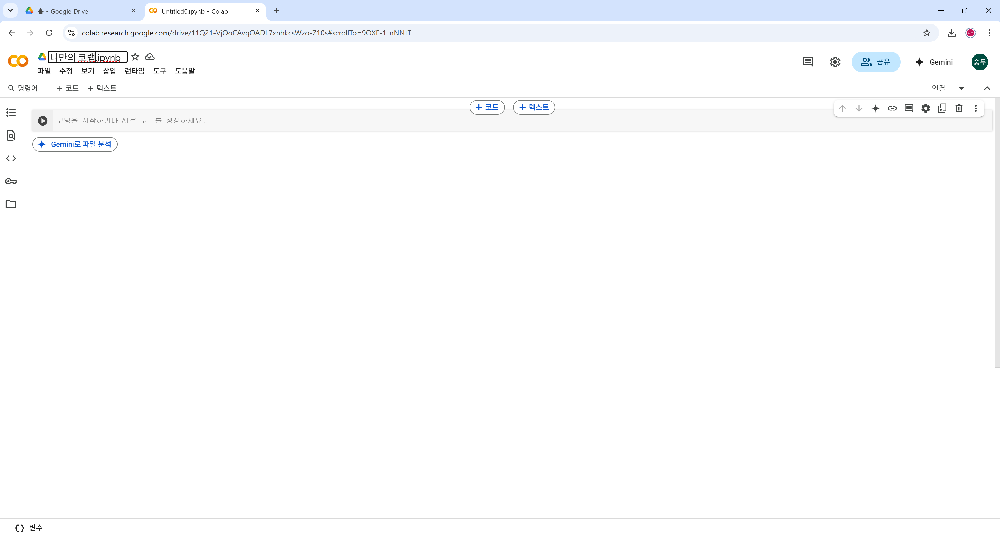 홈 - Google Drive
Untitled0.ipynb - Colab
colab.research.google.com/drive/11Q21-VjOoCAvqOADL7xnhkcsWzo-Z10s#scrollTo=9OXF-1_nNNtT
숭무
나만의 코랩.ipynb
공유
Gemini
숭무
파일 수정 보기 삽입 런타임 도구 도움말
명령어
+ 코드 + 텍스트
연결
+ 코드
+ 텍스트
코딩을 시작하거나 AI로 코드를 생성하세요.
Gemini로 파일 분석
{} 변수